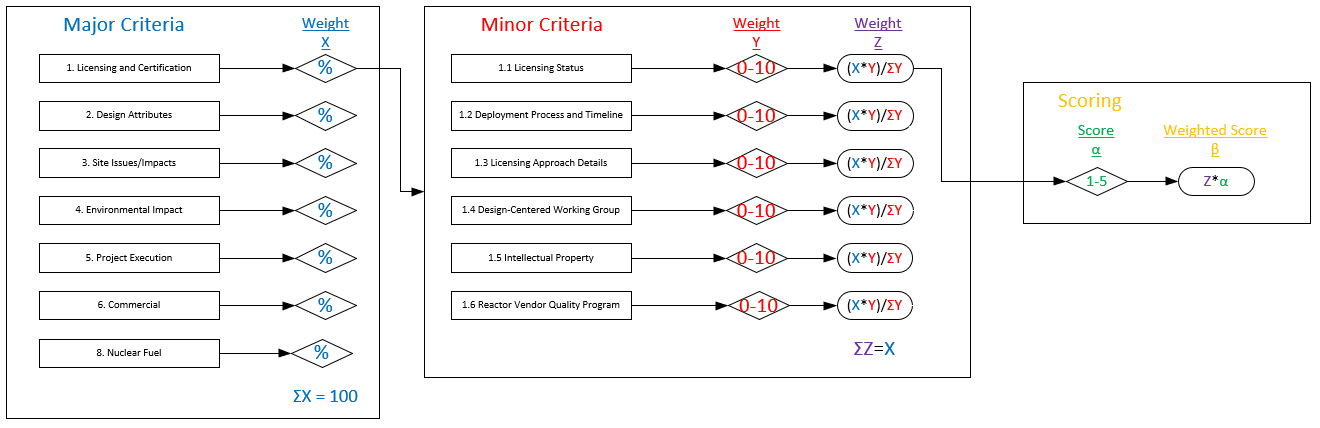 Major Criteria
Weight
X
1. Licensing and Certification
%
2. Design Attributes
%
3. Site Issues/Impacts
%
4. Environmental Impact
%
5. Project Execution
%
6. Commercial
%
8. Nuclear Fuel
%
ΣX = 100
Minor Criteria
Weight
Y
Weight
Z
1.1 Licensing Status
0-10
(X*Y)/ΣY
1.2 Deployment Process and Timeline
0-10
(X*Y)/ΣY
1.3 Licensing Approach Details
0-10
(X*Y)/ΣY
1.4 Design-Centered Working Group
0-10
(X*Y)/ΣY
1.5 Intellectual Property
0-10
(X*Y)/ΣY
1.6 Reactor Vendor Quality Program
0-10
(X*Y)/ΣY
ΣZ=X
Scoring
Score
α
Weighted Score
β
1-5
Z*α